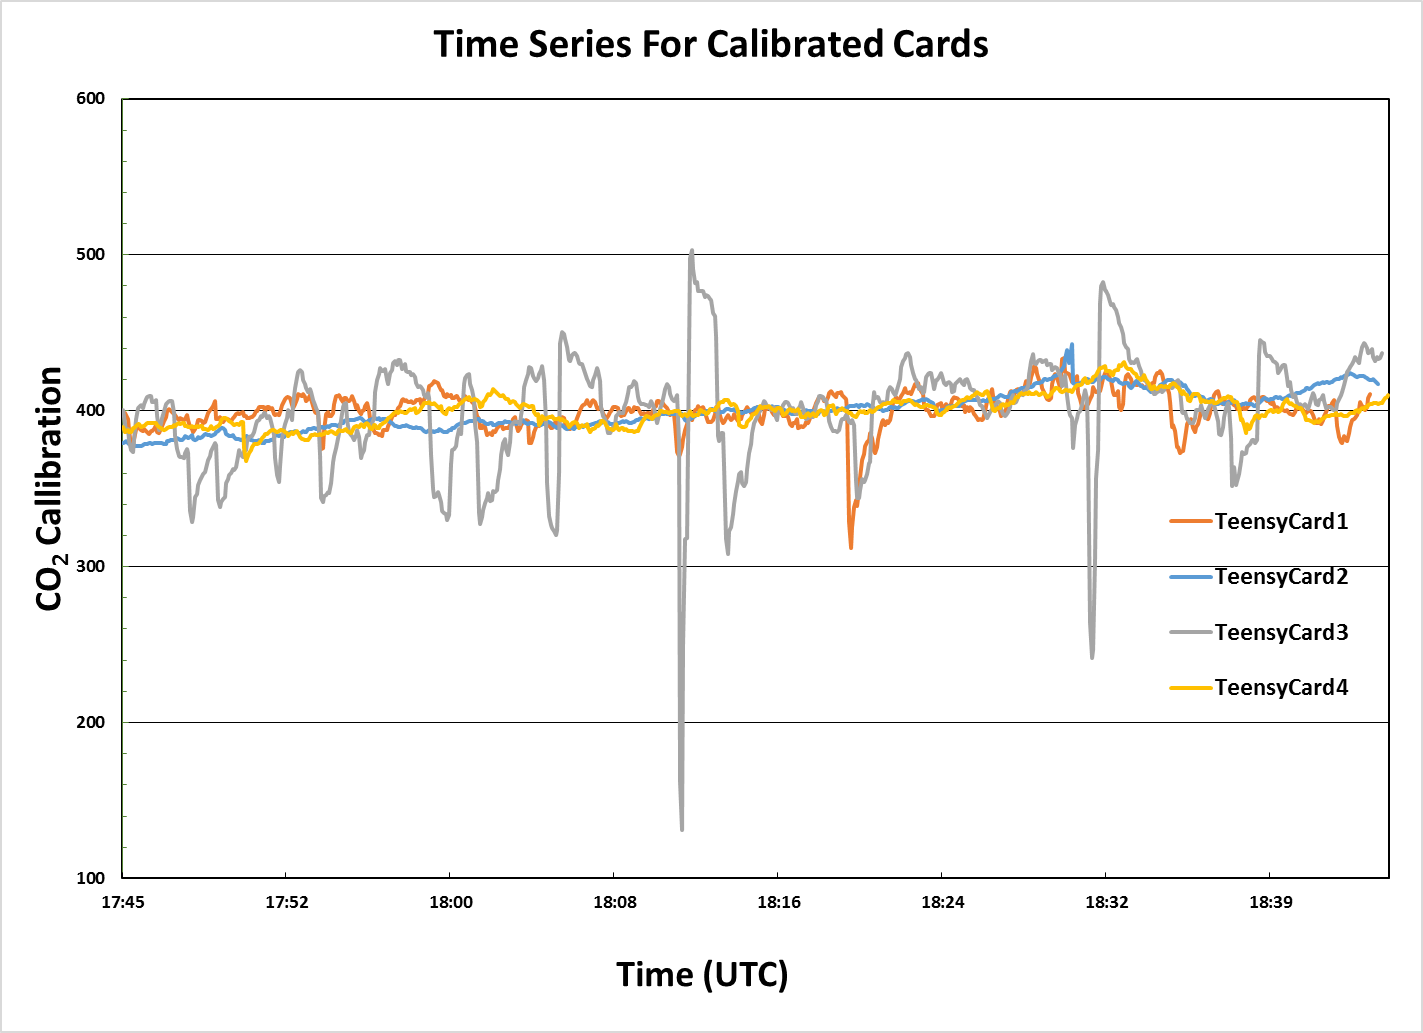 Time Series For Calibrated Cards
600
500
400
300
200
100
CO₂ Callibration
17:45 17:52 18:00 18:08 18:16 18:24 18:32 18:39
Time (UTC)
TeensyCard1
TeensyCard2
TeensyCard3
TeensyCard4